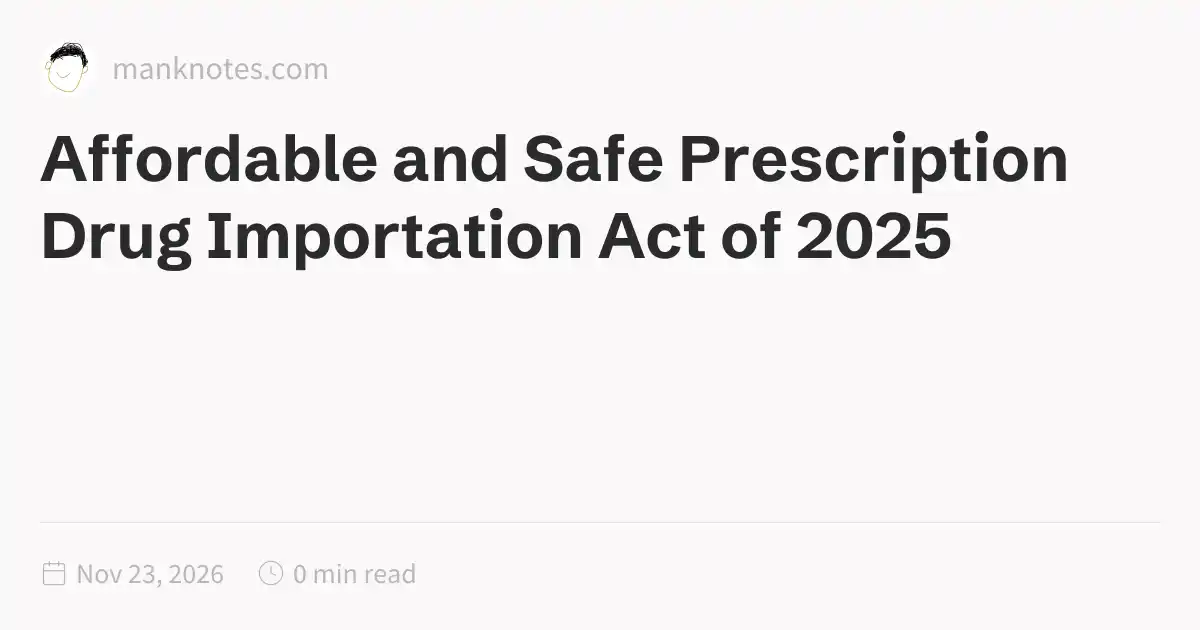 manknotes.com
Affordable and Safe Prescription
Drug Importation Act of 2025
Nov 23, 2026
0 min read